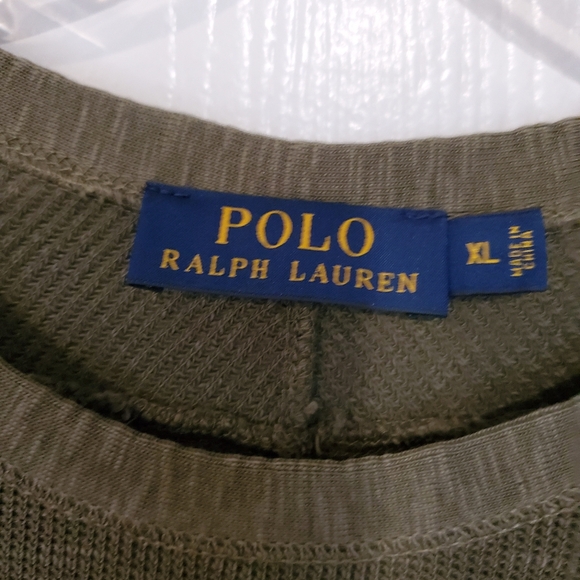 POLO
RALPH LAUREN
XL
MADE IN
CHINA